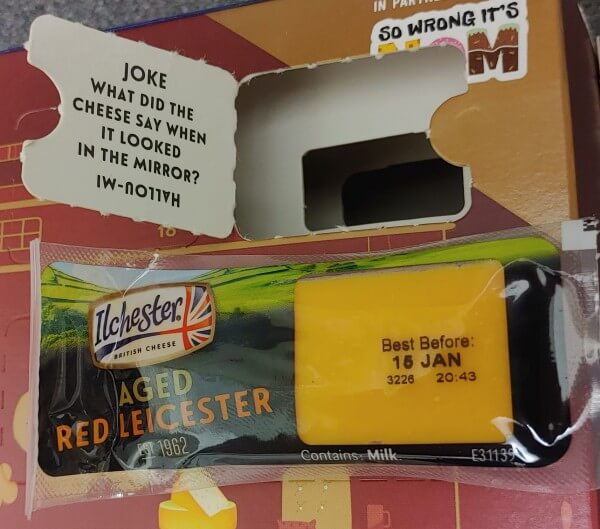 SO WRONG IT'S
JOKE
WHAT DID THE
CHEESE SAY WHEN
IT LOOKED
IN THE MIRROR?
HALLOU-MI
Ilchester
BRITISH CHEESE
AGED
RED LEICESTER
EST 1962
Best Before:
15 JAN
3226 20:43
Contains: Milk.
E31139